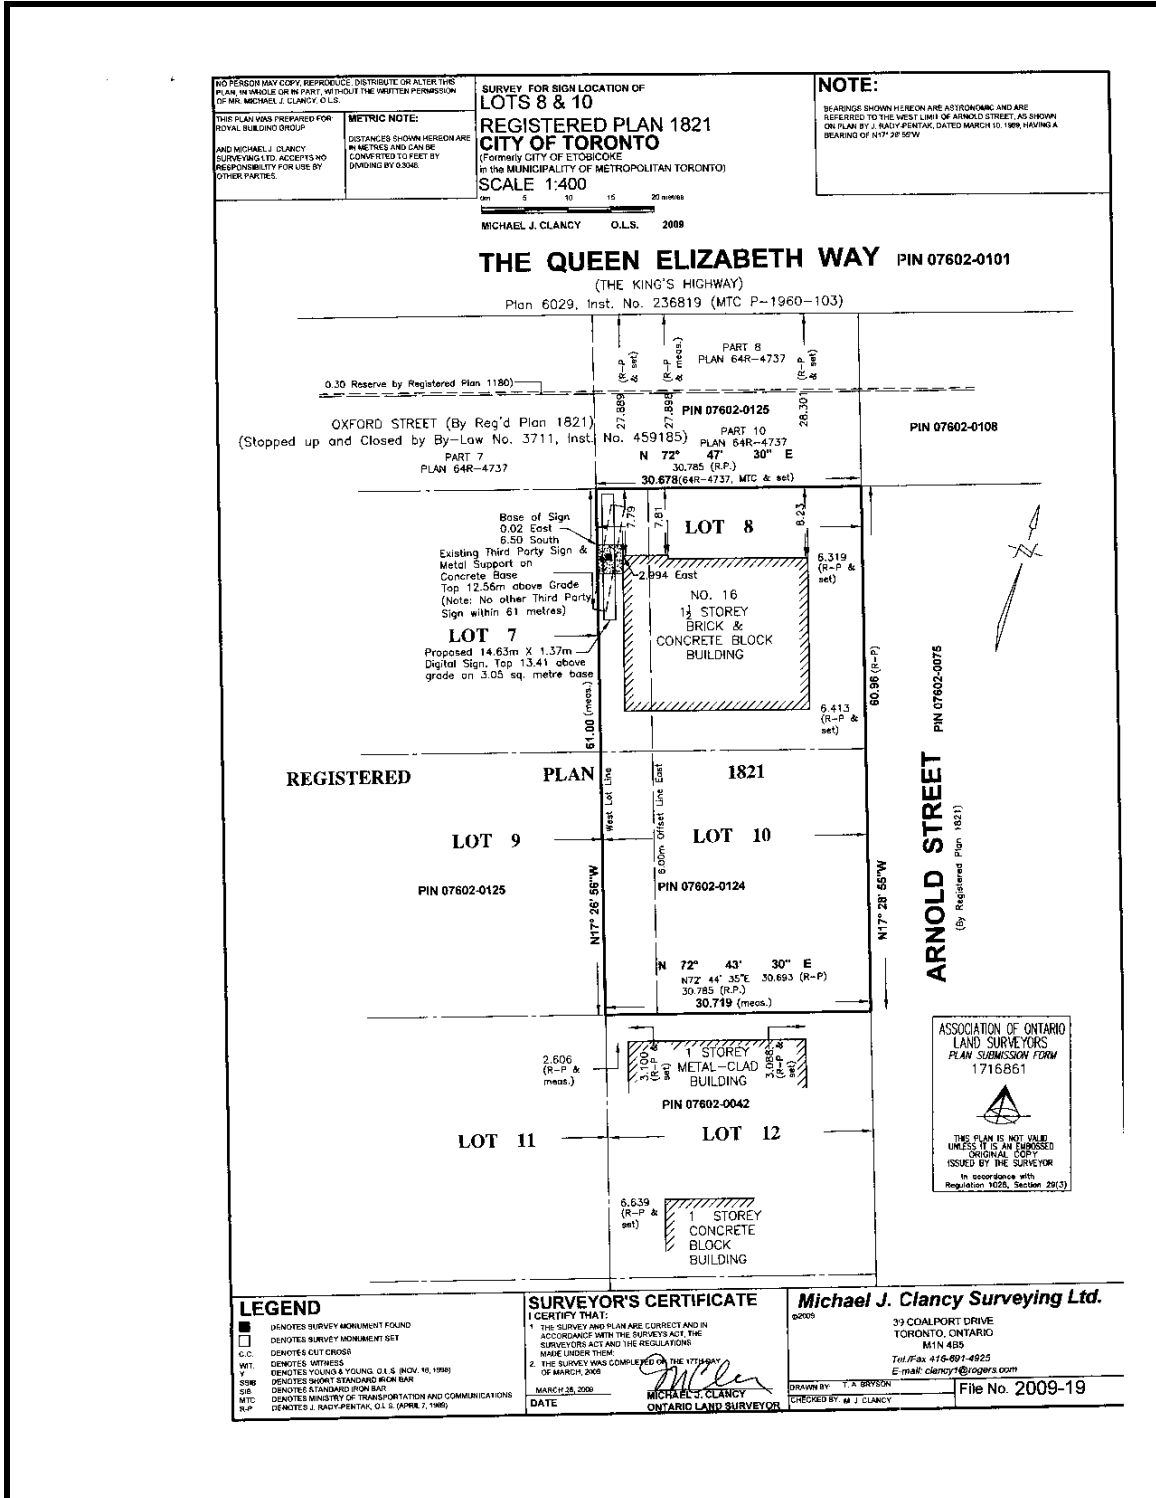 NO PERSON MAY COPY, REPRODUCE, DISTRIBUTE OR ALTER THIS
PLAN, IN WHOLE OR IN PART, WITHOUT THE WRITTEN PERMISSION
OF MR. MICHAEL J. CLANCY, O.L.S.
THIS PLAN WAS PREPARED FOR
ROYAL BUILDING GROUP
AND MICHAEL J. CLANCY
SURVEYING LTD. ACCEPTS NO
RESPONSIBILITY FOR USE BY
OTHER PARTIES.
METRIC NOTE:
DISTANCES SHOWN HEREON ARE
IN METRES AND CAN BE
CONVERTED TO FEET BY
DIVIDING BY 0.3048.
SURVEY FOR SIGN LOCATION OF
LOTS 8 & 10
REGISTERED PLAN 1821
CITY OF TORONTO
(Formerly CITY OF ETOBICOKE
in the MUNICIPALITY OF METROPOLITAN TORONTO)
SCALE 1:400
0m 5 10 15 20 metres
MICHAEL J. CLANCY O.L.S. 2009
NOTE:
BEARINGS SHOWN HEREON ARE ASTRONOMIC AND ARE
REFERRED TO THE WEST LIMIT OF ARNOLD STREET, AS SHOWN
ON PLAN BY J. RADY-PENTAK, DATED MARCH 10, 1989, HAVING A
BEARING OF N17° 28' 55"W
THE QUEEN ELIZABETH WAY PIN 07602-0101
(THE KING'S HIGHWAY)
Plan 6029, Inst. No. 236819 (MTC P-1960-103)
PART 8
PLAN 64R-4737
27.889 (R-P & set)
27.898 (R-P & meas.)
28.301 (R-P & set)
0.30 Reserve by Registered Plan 1180)
PIN 07602-0125
OXFORD STREET (By Reg'd Plan 1821)
(Stopped up and Closed by By-Law No. 3711, Inst. No. 459185)
PART 7
PLAN 64R-4737
PART 10
PLAN 64R-4737
PIN 07602-0108
N 72° 47' 30" E
30.785 (R.P.)
30.678(64R-4737, MTC & set)
Base of Sign
0.02 East
6.50 South
Existing Third Party Sign &
Metal Support on
Concrete Base
Top 12.56m above Grade
(Note: No other Third Party
Sign within 61 metres)
LOT 7
Proposed 14.63m X 1.37m
Digital Sign. Top 13.41 above
grade on 3.05 sq. metre base
7.79
7.81
8.23
LOT 8
2.994 East
6.319
(R-P &
set)
NO. 16
1½ STOREY
BRICK &
CONCRETE BLOCK
BUILDING
6.413
(R-P &
set)
61.00 (meas.)
60.96 (R-P)
PIN 07602-0075
ARNOLD STREET
(By Registered Plan 1821)
REGISTERED PLAN 1821
West Lot Line
6.00m Offset Line East
LOT 9
LOT 10
PIN 07602-0125
PIN 07602-0124
N17° 26' 56"W
N17° 28' 55"W
N 72° 43' 30" E
N72° 44' 35"E 30.693 (R-P)
30.785 (R.P.)
30.719 (meas.)
2.606
(R-P &
meas.)
3.100 (R-P & set)
3.088 (R-P & set)
1 STOREY
METAL-CLAD
BUILDING
PIN 07602-0042
LOT 11
LOT 12
6.639
(R-P &
set)
1 STOREY
CONCRETE
BLOCK
BUILDING
ASSOCIATION OF ONTARIO
LAND SURVEYORS
PLAN SUBMISSION FORM
1716861
THIS PLAN IS NOT VALID
UNLESS IT IS AN EMBOSSED
ORIGINAL COPY
ISSUED BY THE SURVEYOR
In accordance with
Regulation 1026, Section 29(3)
LEGEND
DENOTES SURVEY MONUMENT FOUND
DENOTES SURVEY MONUMENT SET
C.C. DENOTES CUT CROSS
WIT. DENOTES WITNESS
Y DENOTES YOUNG & YOUNG, O.L.S. (NOV. 16, 1998)
SSIB DENOTES SHORT STANDARD IRON BAR
SIB DENOTES STANDARD IRON BAR
MTC DENOTES MINISTRY OF TRANSPORTATION AND COMMUNICATIONS
R-P DENOTES J. RADY-PENTAK, O.L.S. (APRIL 7, 1989)
SURVEYOR'S CERTIFICATE
I CERTIFY THAT:
1 THE SURVEY AND PLAN ARE CORRECT AND IN
ACCORDANCE WITH THE SURVEYS ACT, THE
SURVEYORS ACT AND THE REGULATIONS
MADE UNDER THEM;
2. THE SURVEY WAS COMPLETED ON THE 17TH DAY
OF MARCH, 2009
MARCH 26, 2009
DATE
MICHAEL J. CLANCY
ONTARIO LAND SURVEYOR
Michael J. Clancy Surveying Ltd.
©2009
39 COALPORT DRIVE
TORONTO, ONTARIO
M1N 4B5
Tel./Fax 416-691-4925
E-mail: clancy1@rogers.com
DRAWN BY: T. A. BRYSON
CHECKED BY: M J CLANCY
File No. 2009-19